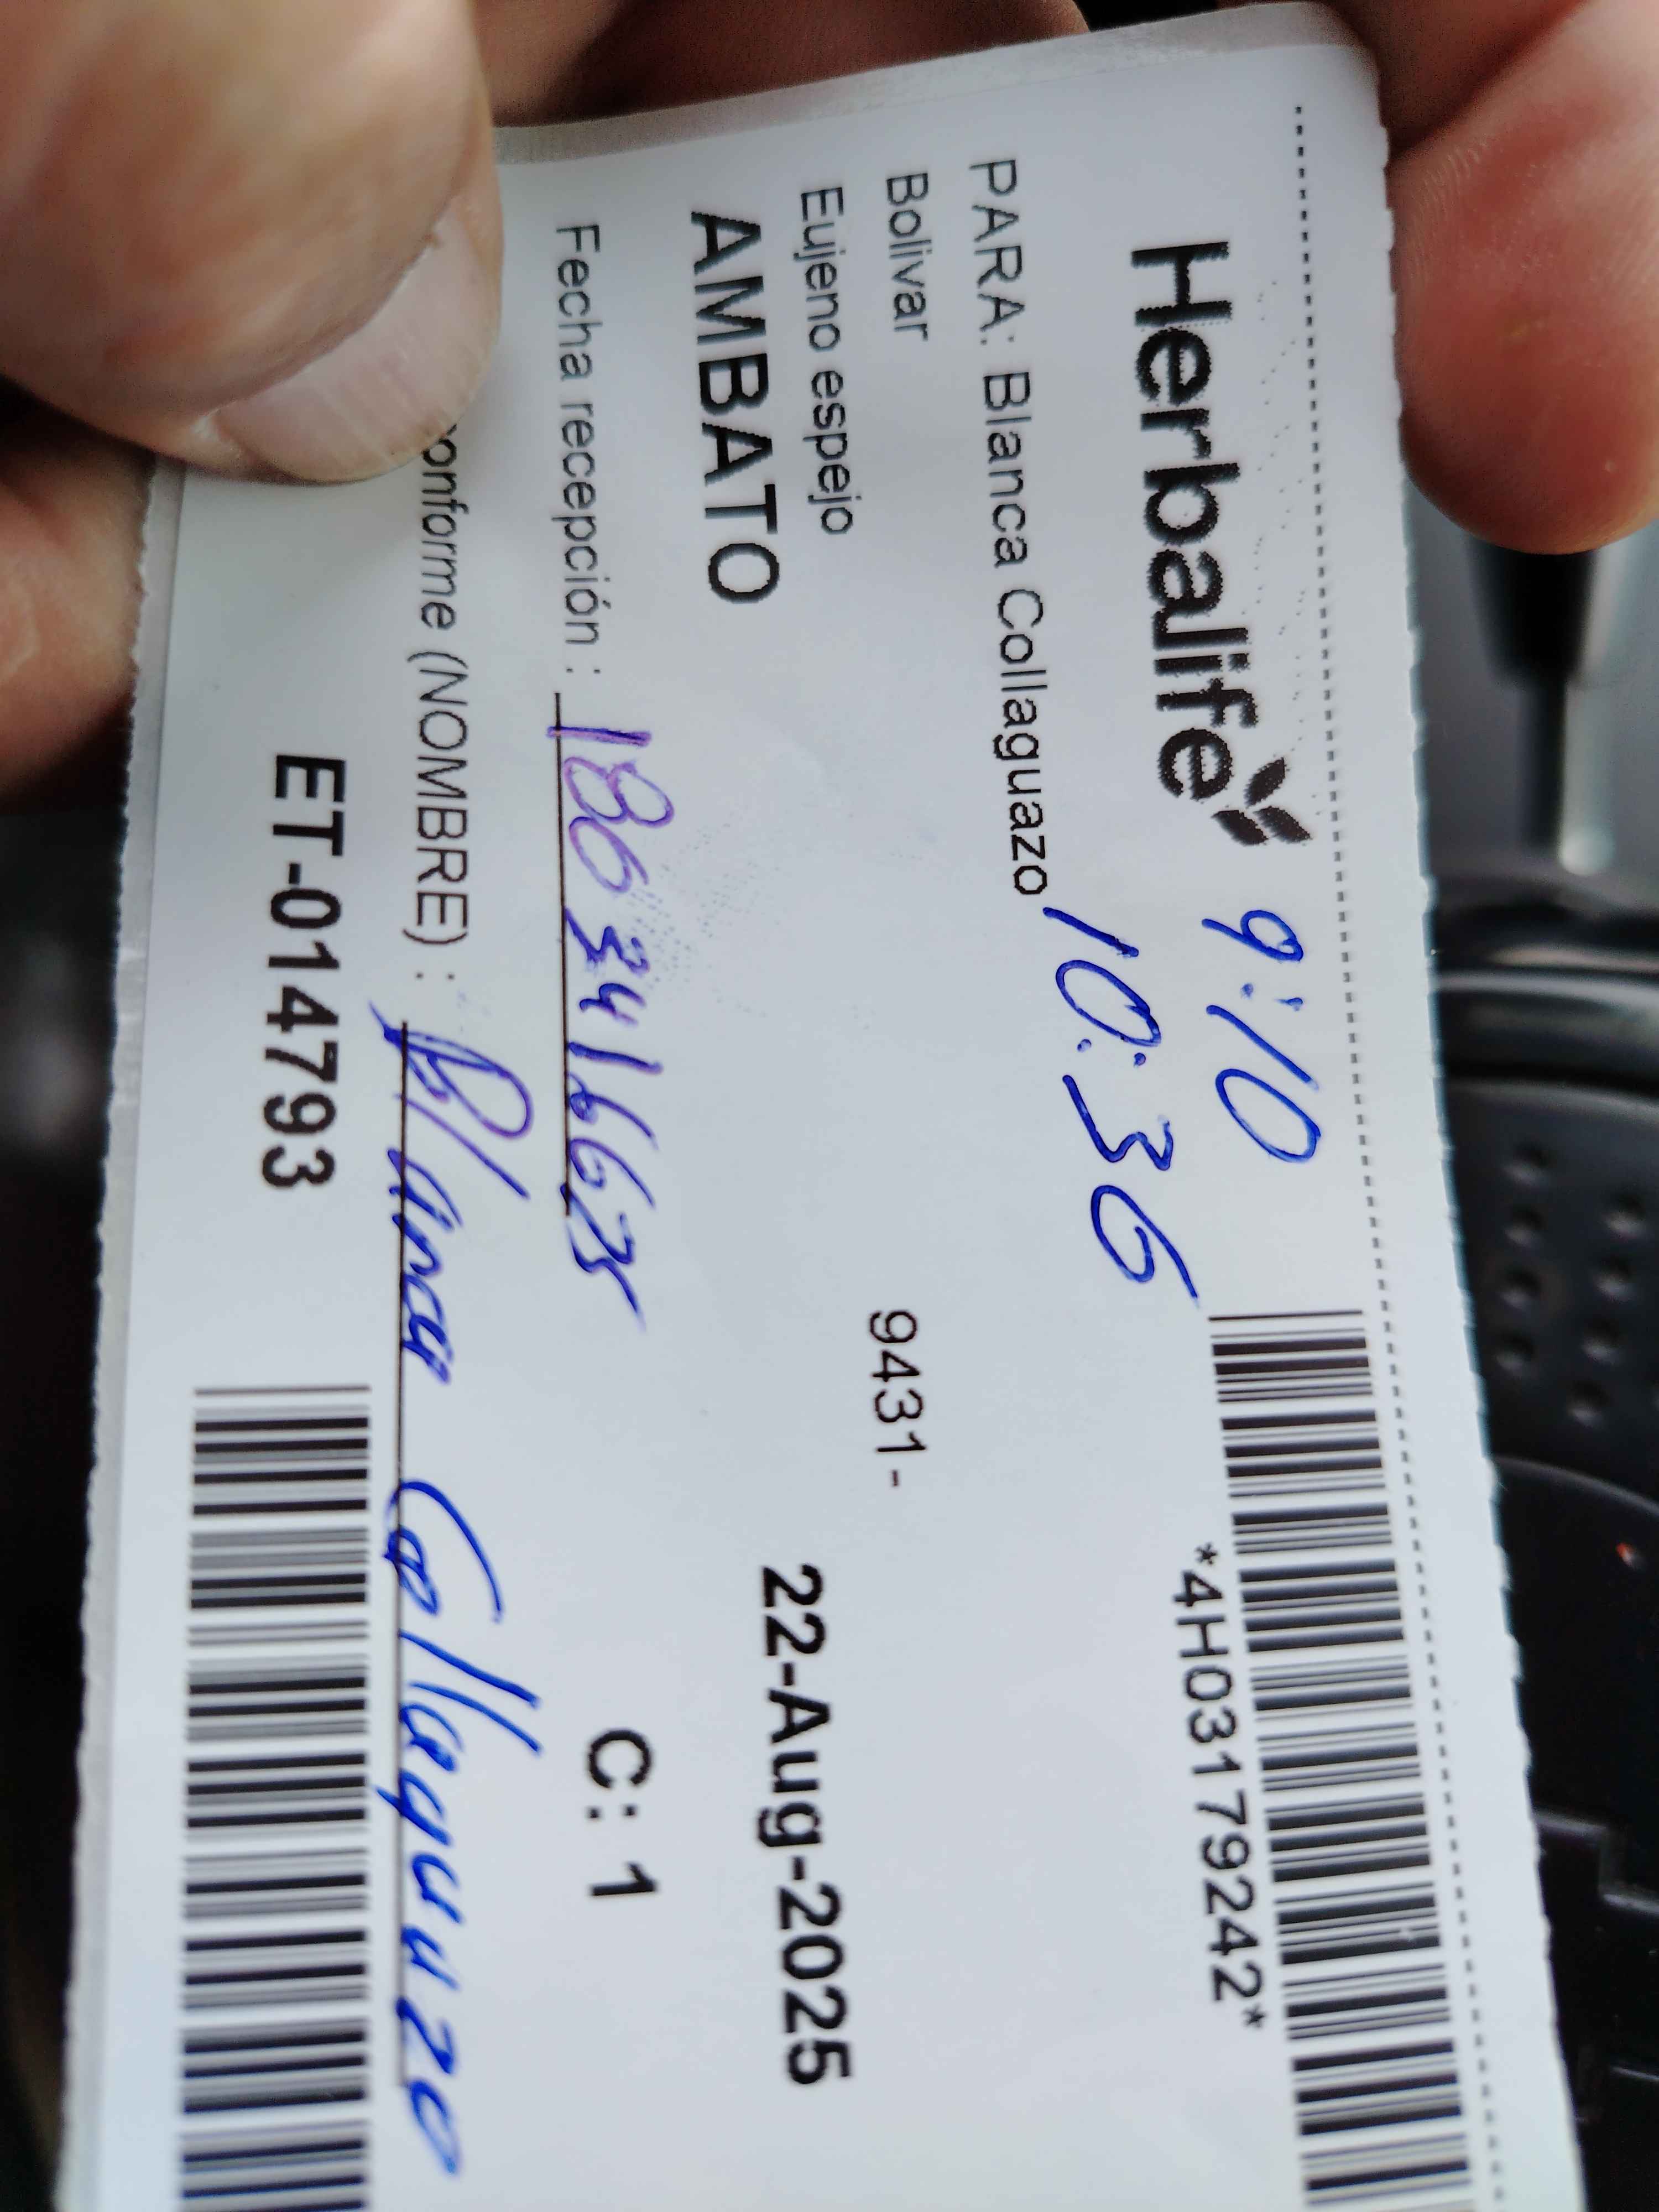 Herbalife 9:10
*4H03179242*
PARA: Blanca Collaguazo 10:36
Bolivar 9431-
Eujeno espejo
AMBATO 22-Aug-2025
Fecha recepción : C: 1
onforme (NOMBRE) : Blanca Collaguazo
ET-014793